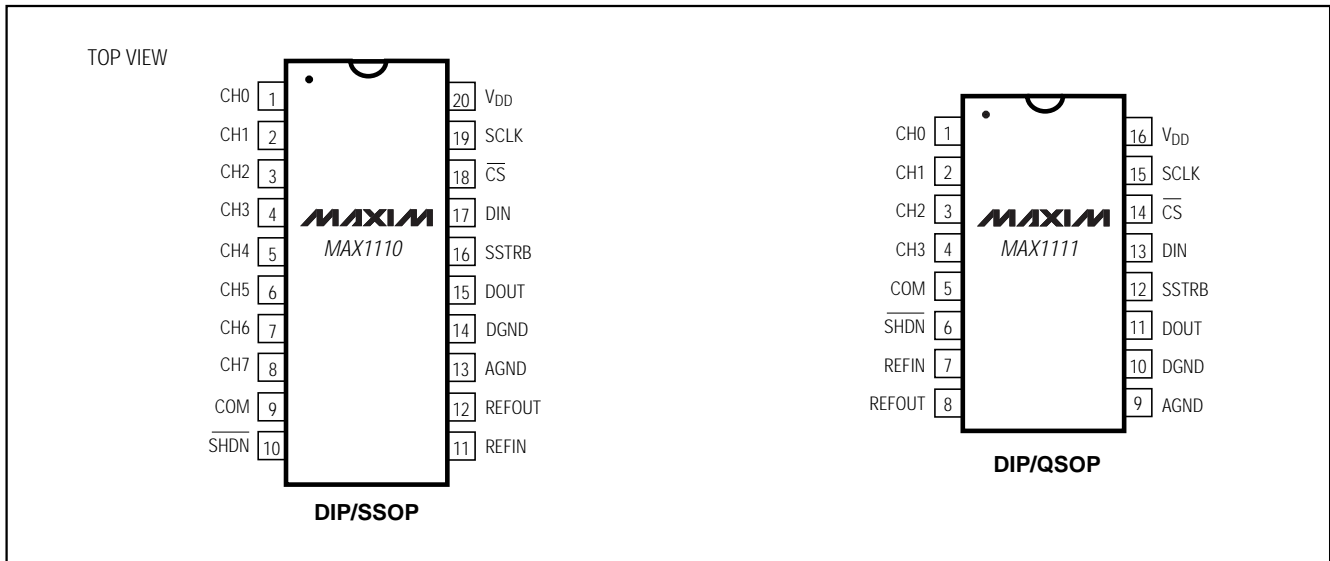 TOP VIEW
CH0 1 20 VDD
CH1 2 19 SCLK
CH2 3 18 CS
CH3 4 17 DIN
CH4 5 16 SSTRB
CH5 6 15 DOUT
CH6 7 14 DGND
CH7 8 13 AGND
COM 9 12 REFOUT
SHDN 10 11 REFIN
MAXIM
MAX1110
DIP/SSOP
CH0 1 16 VDD
CH1 2 15 SCLK
CH2 3 14 CS
CH3 4 13 DIN
COM 5 12 SSTRB
SHDN 6 11 DOUT
REFIN 7 10 DGND
REFOUT 8 9 AGND
MAXIM
MAX1111
DIP/QSOP